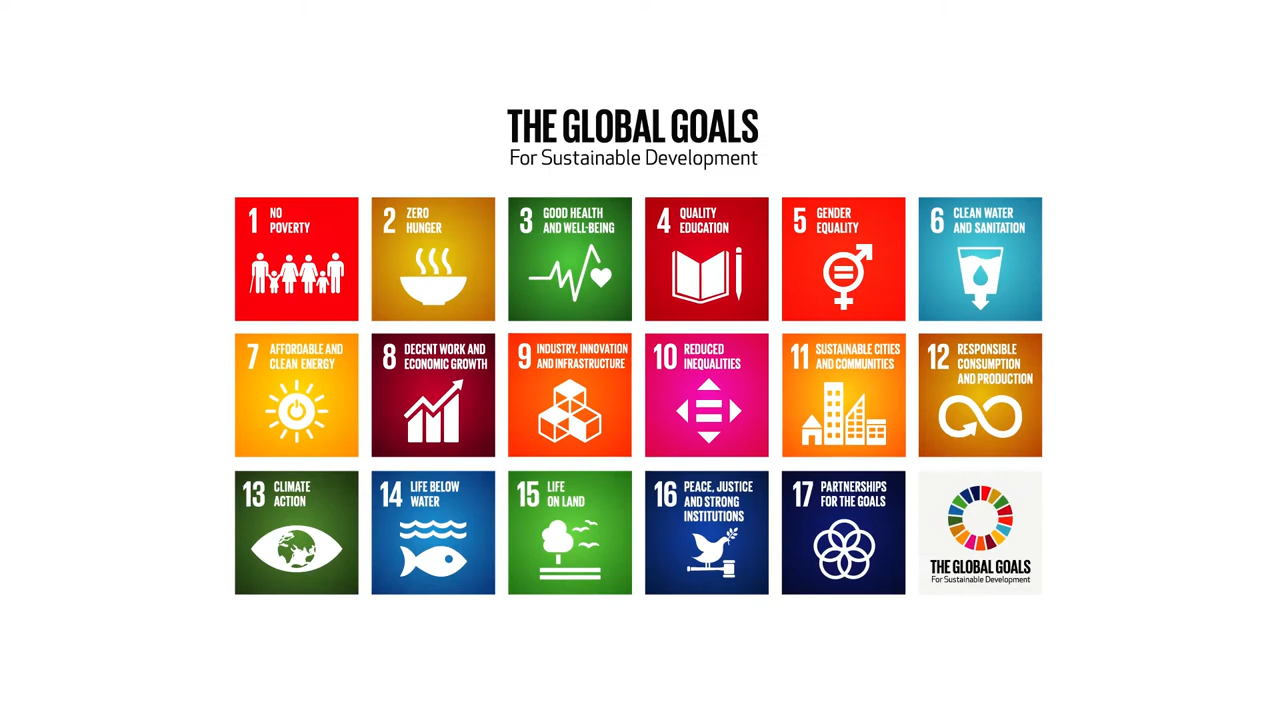 THE GLOBAL GOALS
For Sustainable Development
1 NO
POVERTY
2 ZERO
HUNGER
3 GOOD HEALTH
AND WELL-BEING
4 QUALITY
EDUCATION
5 GENDER
EQUALITY
6 CLEAN WATER
AND SANITATION
7 AFFORDABLE AND
CLEAN ENERGY
8 DECENT WORK AND
ECONOMIC GROWTH
9 INDUSTRY, INNOVATION
AND INFRASTRUCTURE
10 REDUCED
INEQUALITIES
11 SUSTAINABLE CITIES
AND COMMUNITIES
12 RESPONSIBLE
CONSUMPTION
AND PRODUCTION
13 CLIMATE
ACTION
14 LIFE BELOW
WATER
15 LIFE
ON LAND
16 PEACE, JUSTICE
AND STRONG
INSTITUTIONS
17 PARTNERSHIPS
FOR THE GOALS
THE GLOBAL GOALS
For Sustainable Development